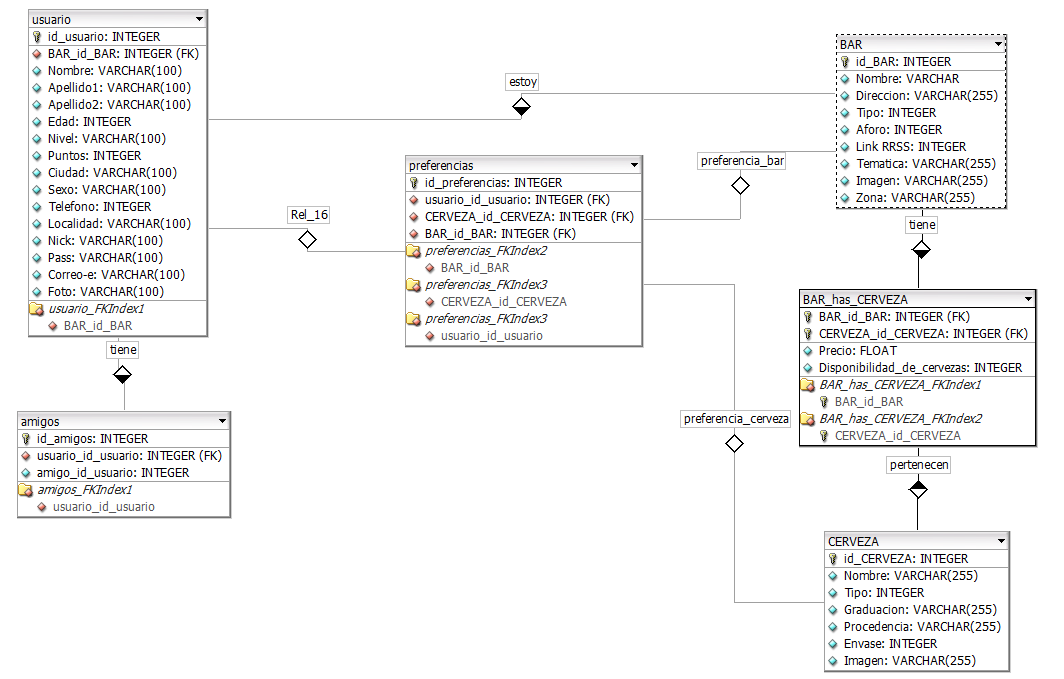 usuario
id_usuario: INTEGER
BAR_id_BAR: INTEGER (FK)
Nombre: VARCHAR(100)
Apellido1: VARCHAR(100)
Apellido2: VARCHAR(100)
Edad: INTEGER
Nivel: VARCHAR(100)
Puntos: INTEGER
Ciudad: VARCHAR(100)
Sexo: VARCHAR(100)
Telefono: INTEGER
Localidad: VARCHAR(100)
Nick: VARCHAR(100)
Pass: VARCHAR(100)
Correo-e: VARCHAR(100)
Foto: VARCHAR(100)
usuario_FKIndex1
BAR_id_BAR
tiene
amigos
id_amigos: INTEGER
usuario_id_usuario: INTEGER (FK)
amigo_id_usuario: INTEGER
amigos_FKIndex1
usuario_id_usuario
estoy
Rel_16
preferencias
id_preferencias: INTEGER
usuario_id_usuario: INTEGER (FK)
CERVEZA_id_CERVEZA: INTEGER (FK)
BAR_id_BAR: INTEGER (FK)
preferencias_FKIndex2
BAR_id_BAR
preferencias_FKIndex3
CERVEZA_id_CERVEZA
preferencias_FKIndex3
usuario_id_usuario
preferencia_bar
preferencia_cerveza
BAR
id_BAR: INTEGER
Nombre: VARCHAR
Direccion: VARCHAR(255)
Tipo: INTEGER
Aforo: INTEGER
Link RRSS: INTEGER
Tematica: VARCHAR(255)
Imagen: VARCHAR(255)
Zona: VARCHAR(255)
tiene
BAR_has_CERVEZA
BAR_id_BAR: INTEGER (FK)
CERVEZA_id_CERVEZA: INTEGER (FK)
Precio: FLOAT
Disponibilidad_de_cervezas: INTEGER
BAR_has_CERVEZA_FKIndex1
BAR_id_BAR
BAR_has_CERVEZA_FKIndex2
CERVEZA_id_CERVEZA
pertenecen
CERVEZA
id_CERVEZA: INTEGER
Nombre: VARCHAR(255)
Tipo: INTEGER
Graduacion: VARCHAR(255)
Procedencia: VARCHAR(255)
Envase: INTEGER
Imagen: VARCHAR(255)